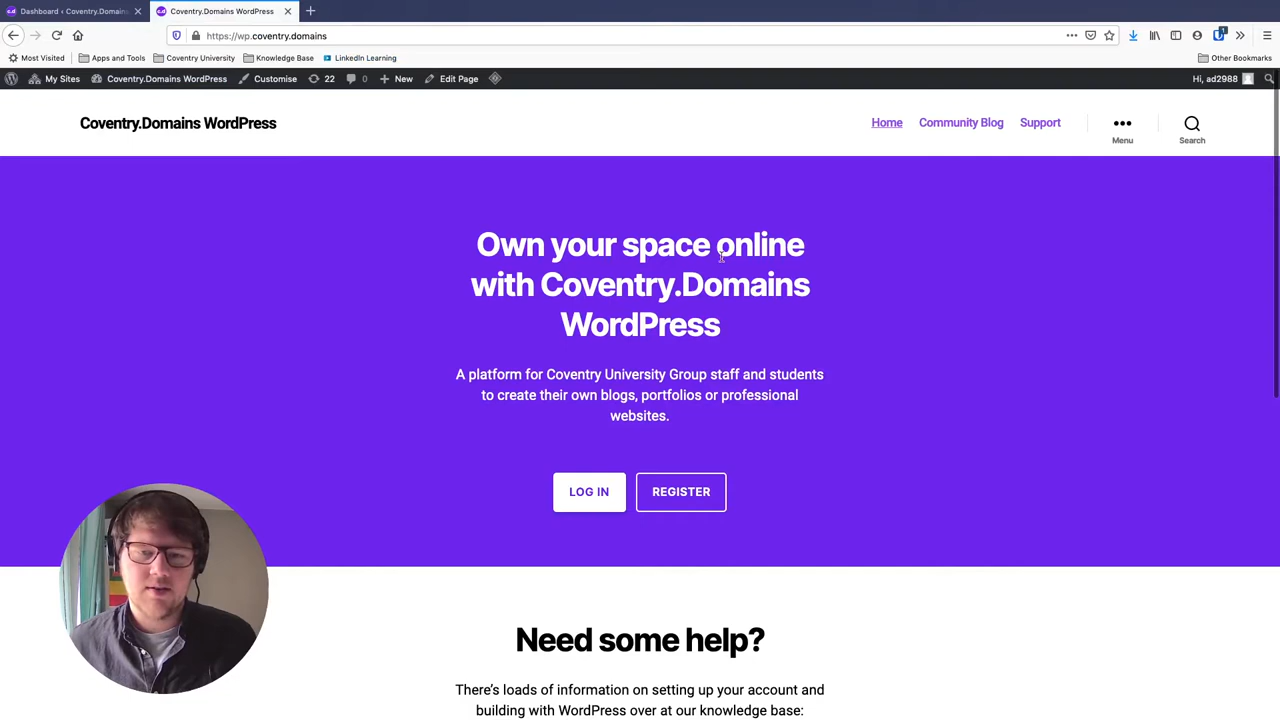 Dashboard ‹ Coventry.Domains
Coventry.Domains WordPress
https://wp.coventry.domains
1
Most Visited
Apps and Tools
Coventry University
Knowledge Base
LinkedIn Learning
Other Bookmarks
My Sites
Coventry.Domains WordPress
Customise
22
0
New
Edit Page
Hi, ad2988
Coventry.Domains WordPress
Home
Community Blog
Support
Menu
Search
Own your space online
with Coventry.Domains
WordPress
A platform for Coventry University Group staff and students
to create their own blogs, portfolios or professional
websites.
LOG IN
REGISTER
Need some help?
There's loads of information on setting up your account and
building with WordPress over at our knowledge base: